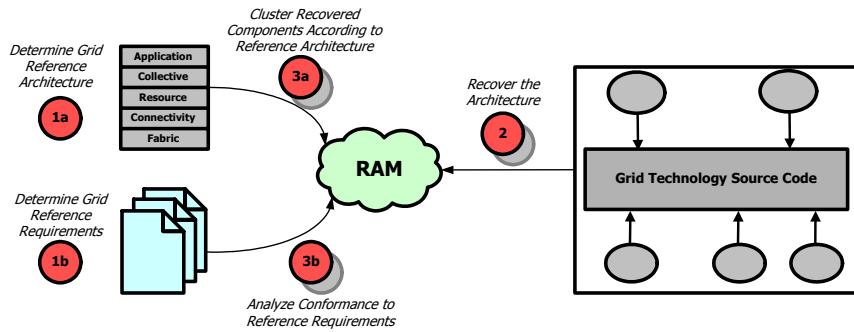 Cluster Recovered
Components According to
Reference Architecture
3a
Determine Grid
Reference
Architecture
1a
Application
Collective
Resource
Connectivity
Fabric
Recover the
Architecture
2
RAM
Grid Technology Source Code
Determine Grid
Reference
Requirements
1b
3b
Analyze Conformance to
Reference Requirements